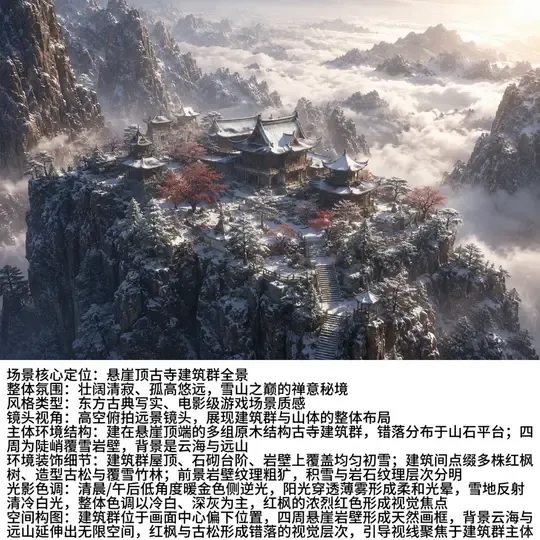 场景核心定位：悬崖顶古寺建筑群全景
整体氛围：壮阔清寂、孤高悠远，雪山之巅的禅意秘境
风格类型：东方古典写实、电影级游戏场景质感
镜头视角：高空俯拍远景镜头，展现建筑群与山体的整体布局
主体环境结构：建在悬崖顶端的多组原木结构古寺建筑群，错落分布于山石平台；四
周为陡峭覆雪岩壁，背景是云海与远山
环境装饰细节：建筑群屋顶、石砌台阶、岩壁上覆盖均匀初雪；建筑间点缀多株红枫
树、造型古松与覆雪竹林；前景岩壁纹理粗犷，积雪与岩石纹理层次分明
光影色调：清晨/午后低角度暖金色侧逆光，阳光穿透薄雾形成柔和光晕，雪地反射
清冷白光，整体色调以冷白、深灰为主，红枫的浓烈红色形成视觉焦点
空间构图：建筑群位于画面中心偏下位置，四周悬崖岩壁形成天然画框，背景云海与
远山延伸出无限空间，红枫与古松形成错落的视觉层次，引导视线聚焦于建筑群主体